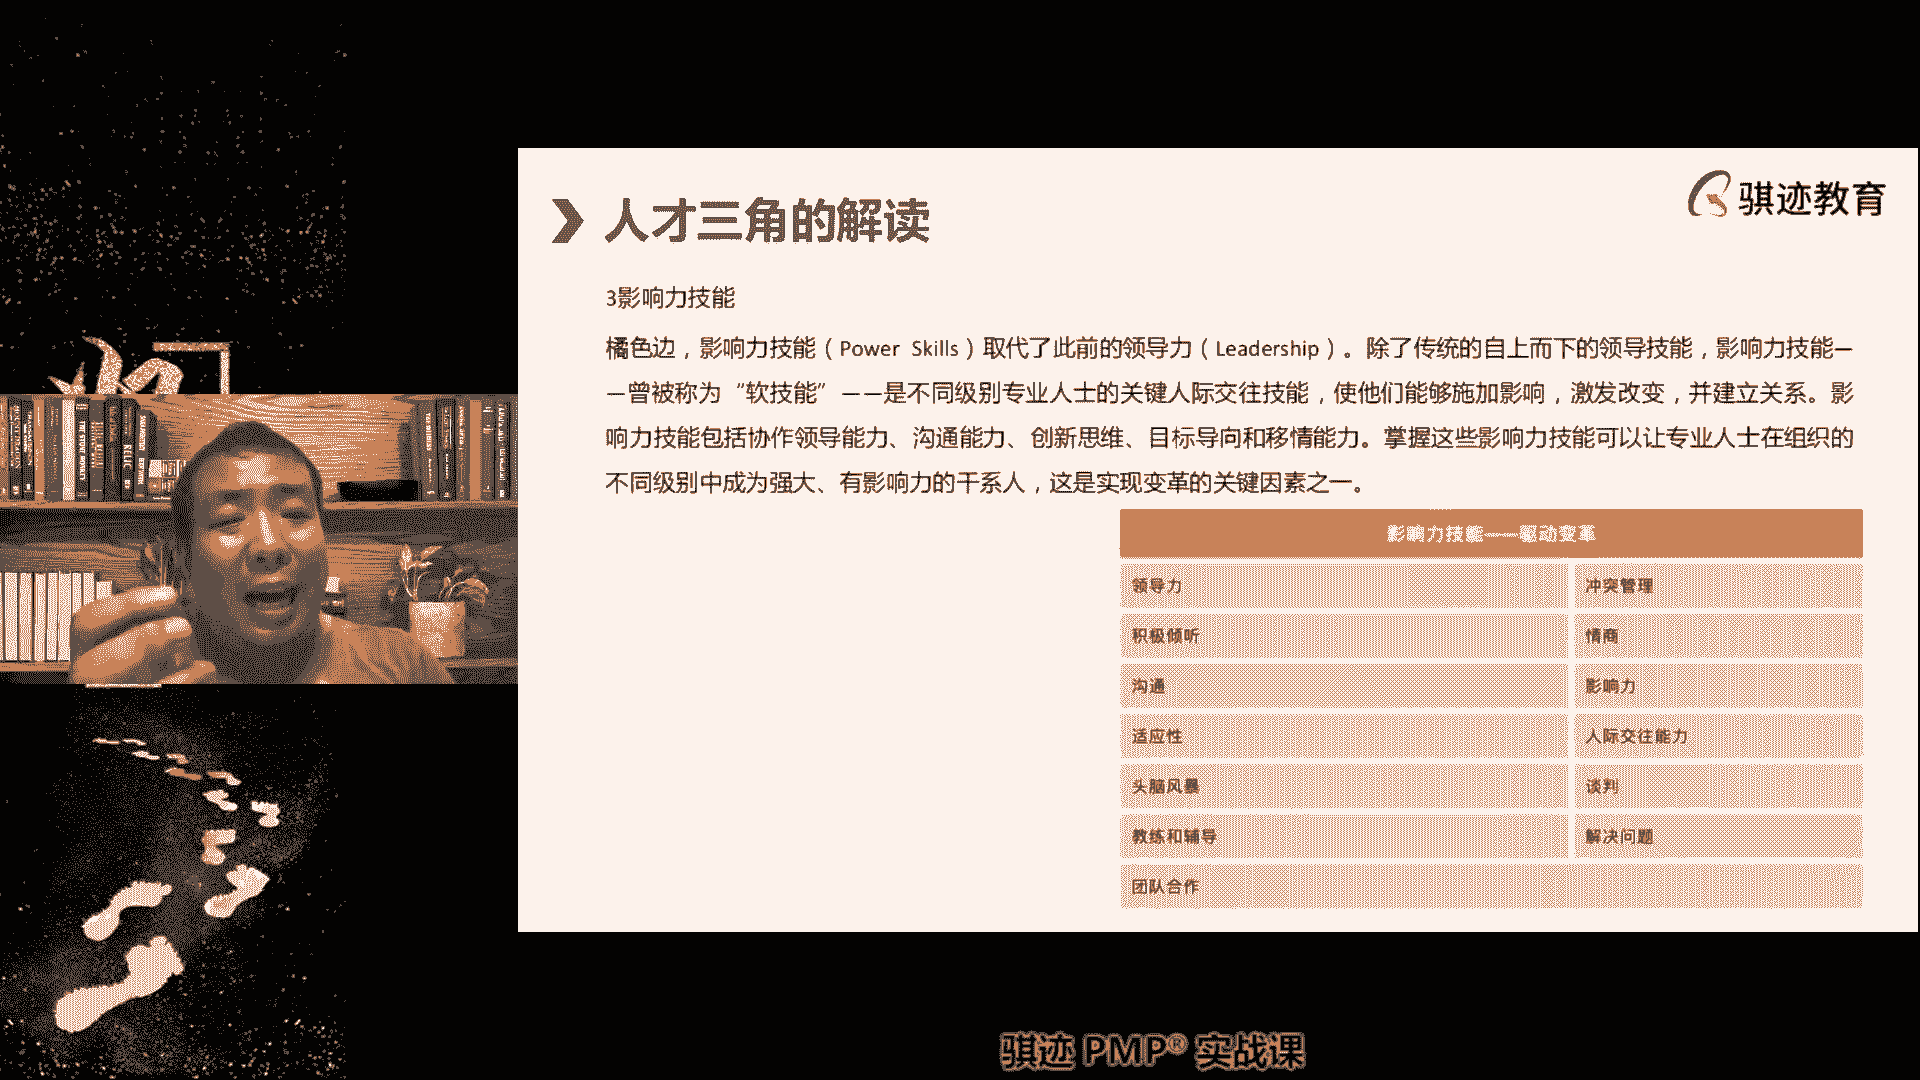 人才三角的解读
骐迹教育
3影响力技能
橘色边，影响力技能（Power Skills）取代了此前的领导力（Leadership）。除了传统的自上而下的领导技能，影响力技能—
—曾被称为“软技能”——是不同级别专业人士的关键人际交往技能，使他们能够施加影响，激发改变，并建立关系。影
响力技能包括协作领导能力、沟通能力、创新思维、目标导向和移情能力。掌握这些影响力技能可以让专业人士在组织的
不同级别中成为强大、有影响力的干系人，这是实现变革的关键因素之一。
影响力技能——驱动变革
领导力
冲突管理
积极倾听
情商
沟通
影响力
适应性
人际交往能力
头脑风暴
谈判
教练和辅导
解决问题
团队合作
骐迹 PMP® 实战课